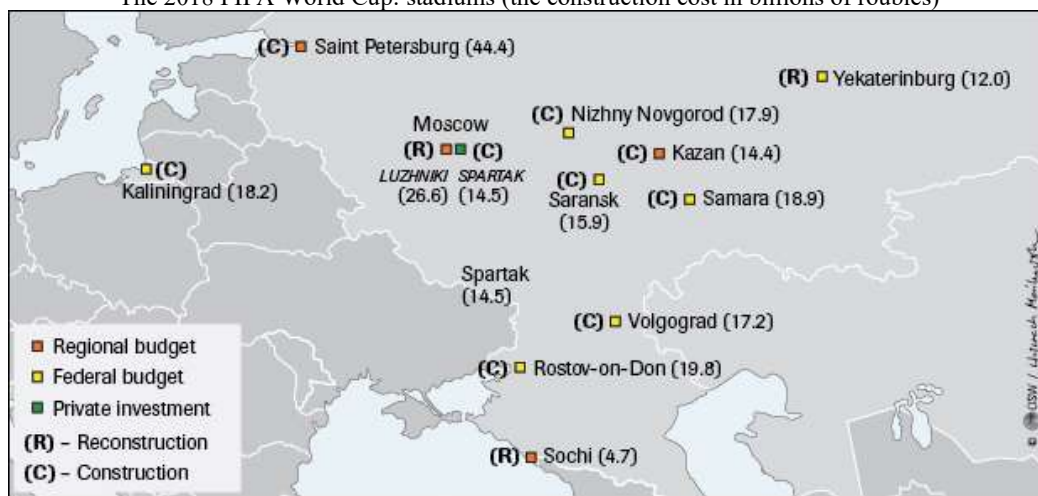 The 2018 FIFA World Cup: stadiums (the construction cost in billions of roubles)
(C) Saint Petersburg (44.4)
(R) Yekaterinburg (12.0)
(C) Nizhny Novgorod (17.9)
Moscow
(R) (C)
LUZHNIKI SPARTAK
(26.6) (14.5)
(C) Kazan (14.4)
(C)
Kaliningrad (18.2)
(C)
Saransk
(15.9)
(C) Samara (18.9)
Spartak
(14.5)
(C) Volgograd (17.2)
(C) Rostov-on-Don (19.8)
(R) Sochi (4.7)
Regional budget
Federal budget
Private investment
(R) – Reconstruction
(C) – Construction
© OSW /